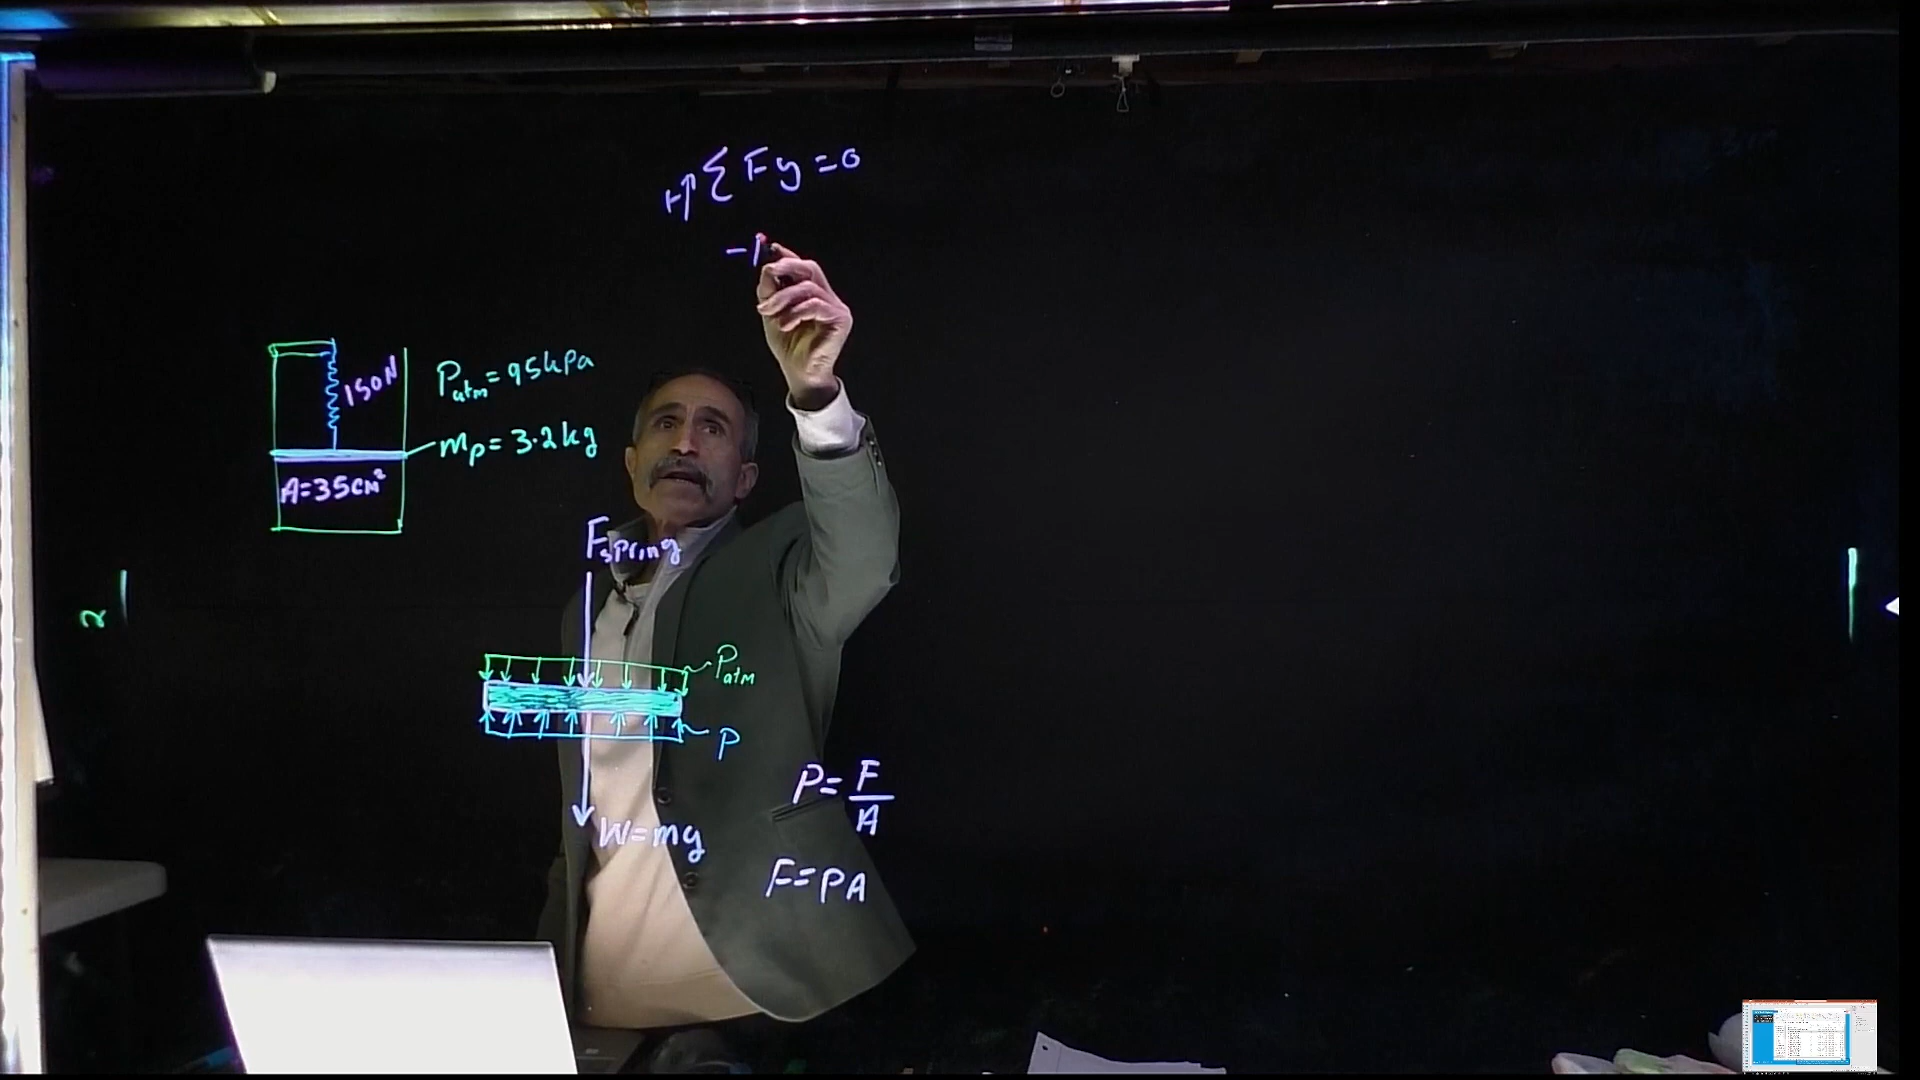 +↑ΣFy=0
-
150N
Patm=95kPa
mp=3.2kg
A=35cm²
Fspring
Patm
P
W=mg
P=F/A
F=PA